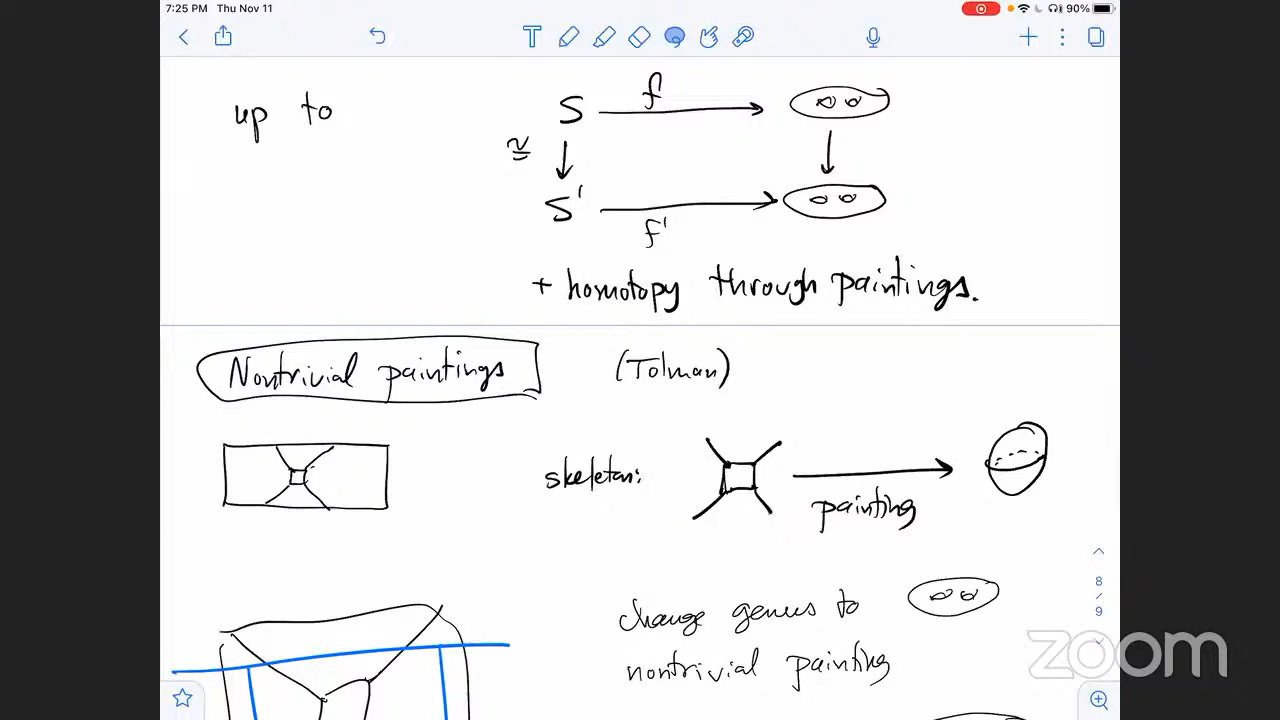 7:25 PM Thu Nov 11
90%
up to
S f
≅
S' f'
+ homotopy through paintings.
Nontrivial paintings (Tolman)
skeleton: painting
8
/
9
change genus to
nontrivial painting
zoom